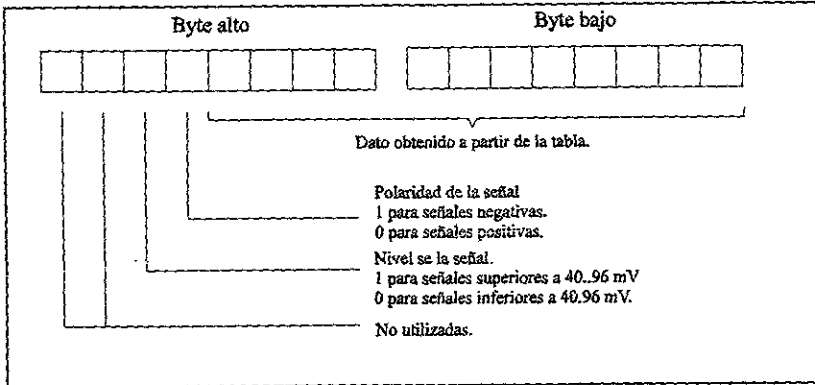 Byte alto
Byte bajo
Dato obtenido a partir de la tabla.
Polaridad de la señal
1 para señales negativas.
0 para señales positivas.
Nivel se la señal.
1 para señales superiores a 40..96 mV
0 para señales inferiores a 40.96 mV.
No utilizadas.